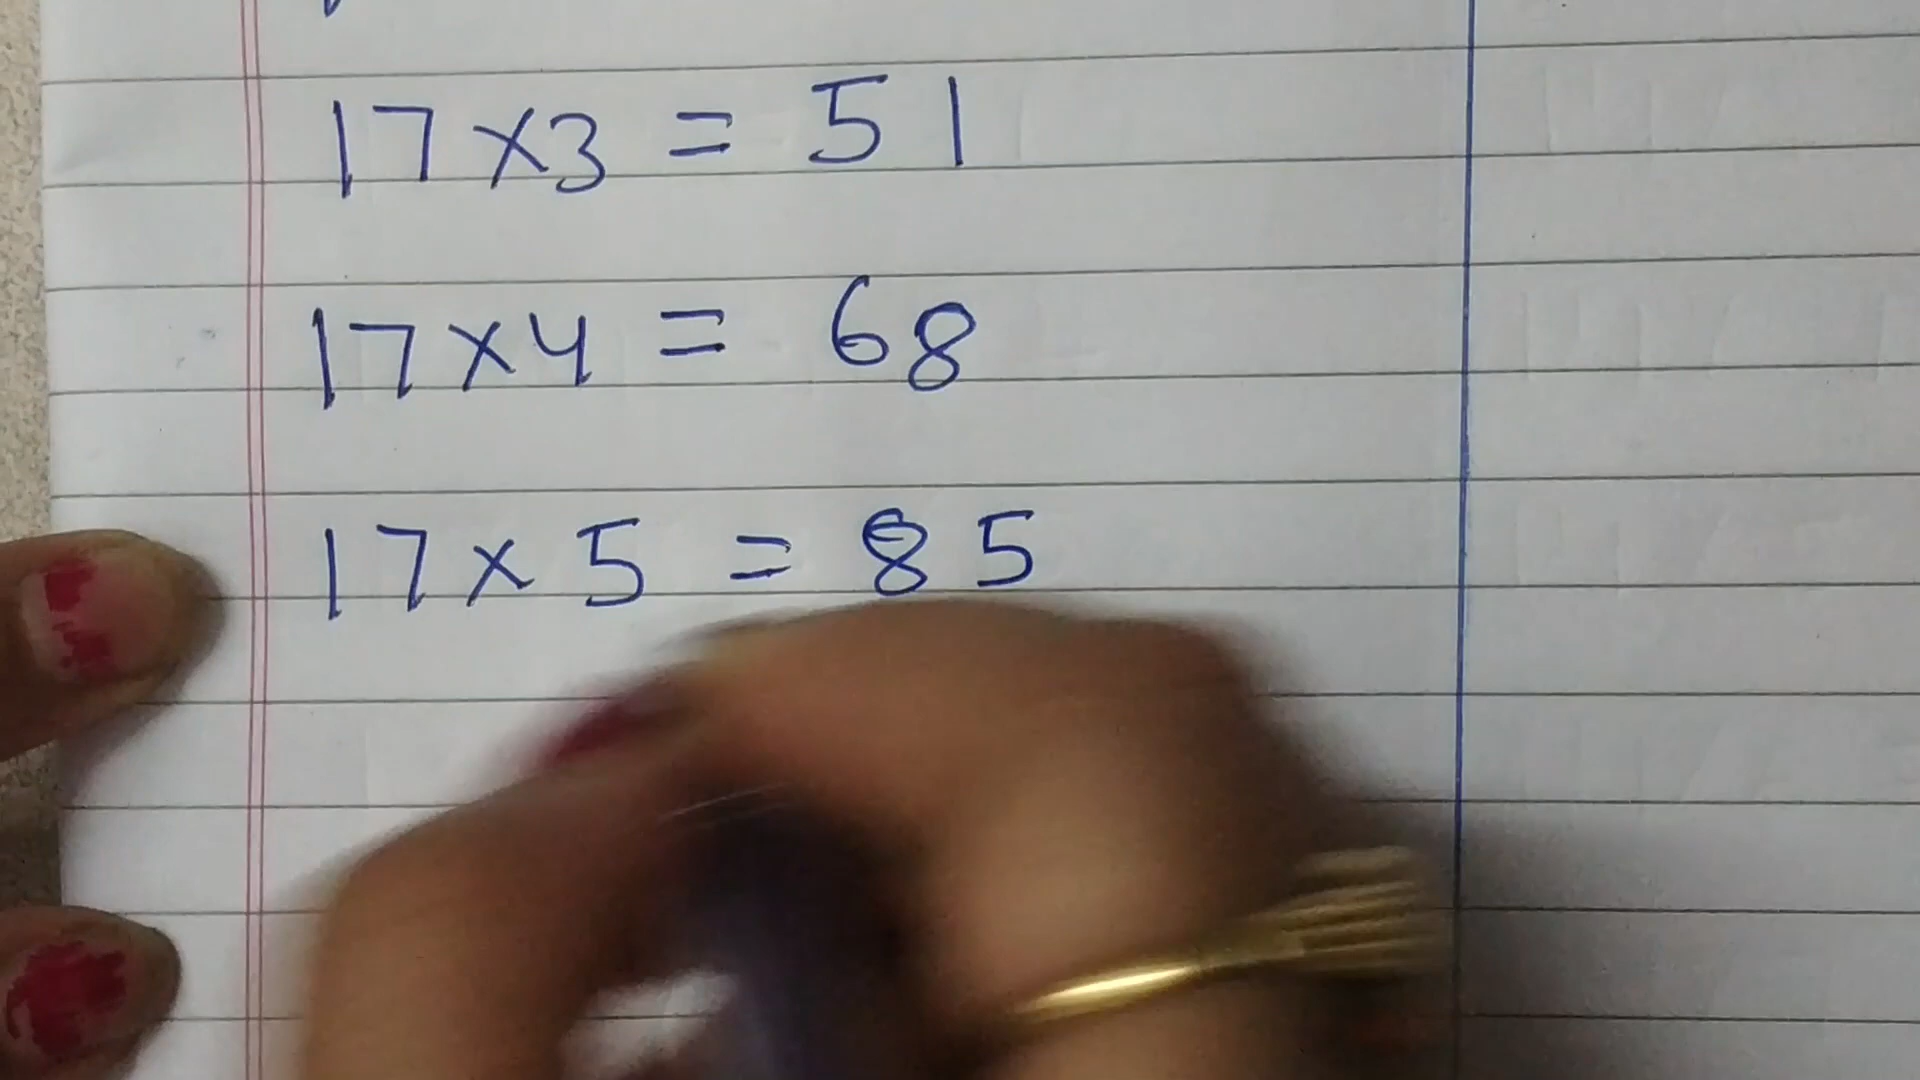 17×3 = 51
17×4 = 68
17×5 = 85